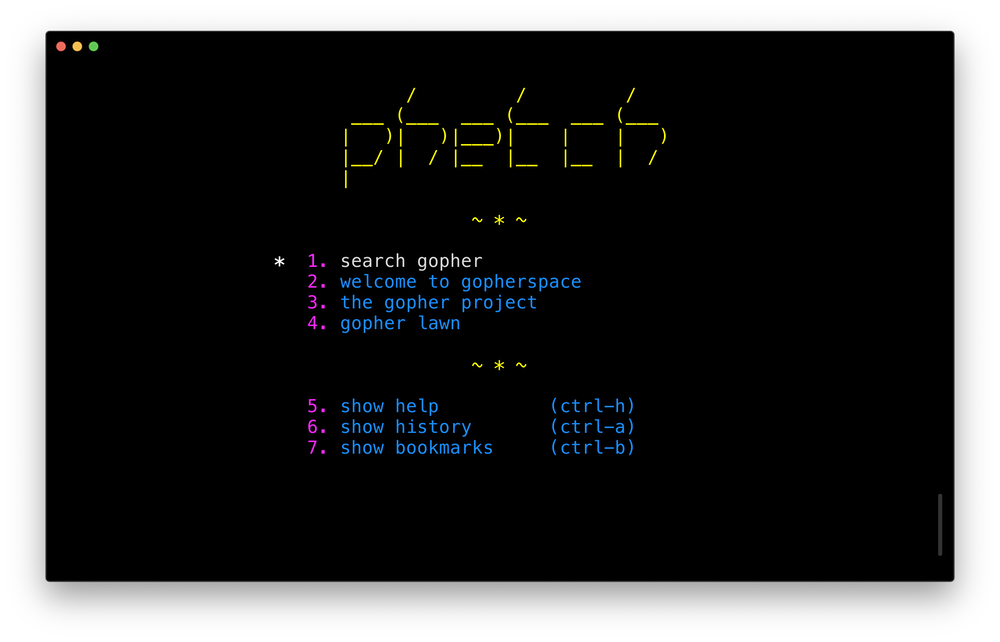 phetch
~ * ~
* 1. search gopher
2. welcome to gopherspace
3. the gopher project
4. gopher lawn
~ * ~
5. show help (ctrl-h)
6. show history (ctrl-a)
7. show bookmarks (ctrl-b)